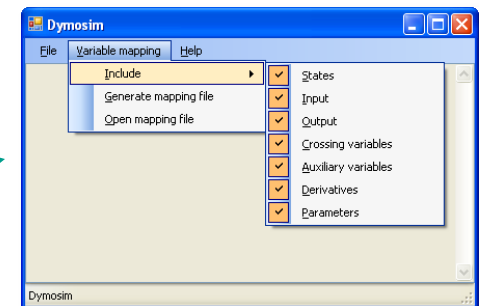 Dymosim
File Variable mapping Help
Include
Generate mapping file
Open mapping file
States
Input
Output
Crossing variables
Auxiliary variables
Derivatives
Parameters
Dymosim